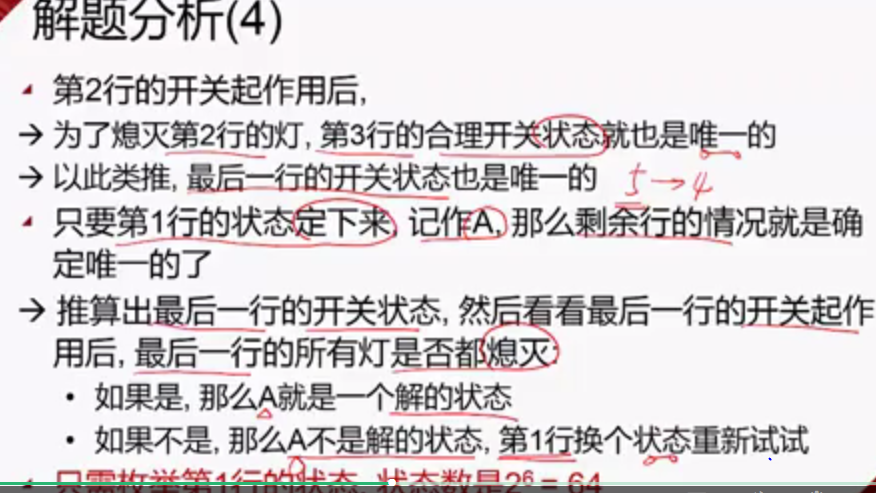 解题分析(4)
第2行的开关起作用后,
→ 为了熄灭第2行的灯, 第3行的合理开关状态就也是唯一的
→ 以此类推, 最后一行的开关状态也是唯一的 5→4
只要第1行的状态定下来, 记作A, 那么剩余行的情况就是确
定唯一的了
→ 推算出最后一行的开关状态, 然后看看最后一行的开关起作
用后, 最后一行的所有灯是否都熄灭:
• 如果是, 那么A就是一个解的状态
• 如果不是, 那么A不是解的状态, 第1行换个状态重新试试
只需枚举第1行的状态, 状态数是2⁶ = 64